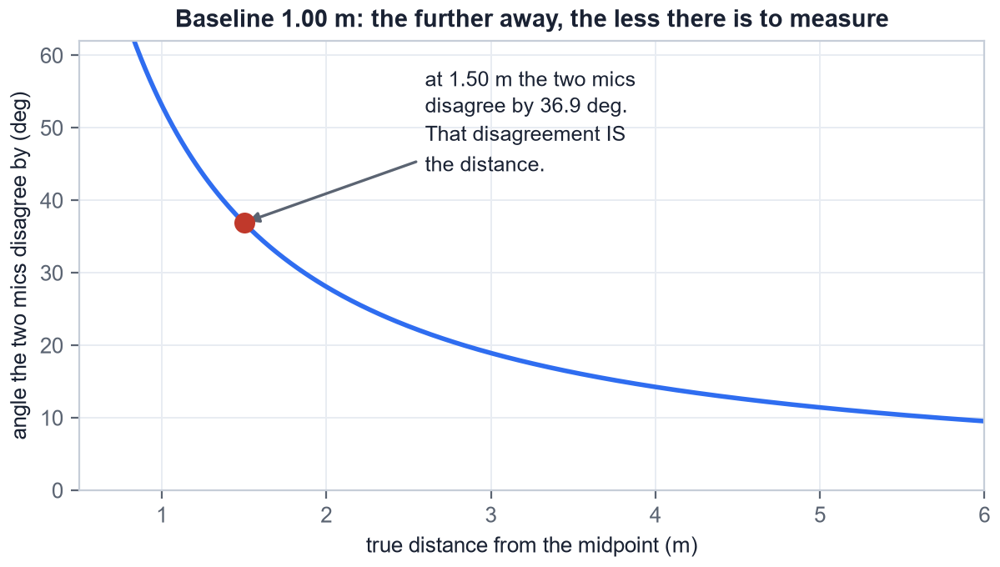 Baseline 1.00 m: the further away, the less there is to measure
angle the two mics disagree by (deg)
60
50
40
30
20
10
0
at 1.50 m the two mics
disagree by 36.9 deg.
That disagreement IS
the distance.
1 2 3 4 5 6
true distance from the midpoint (m)